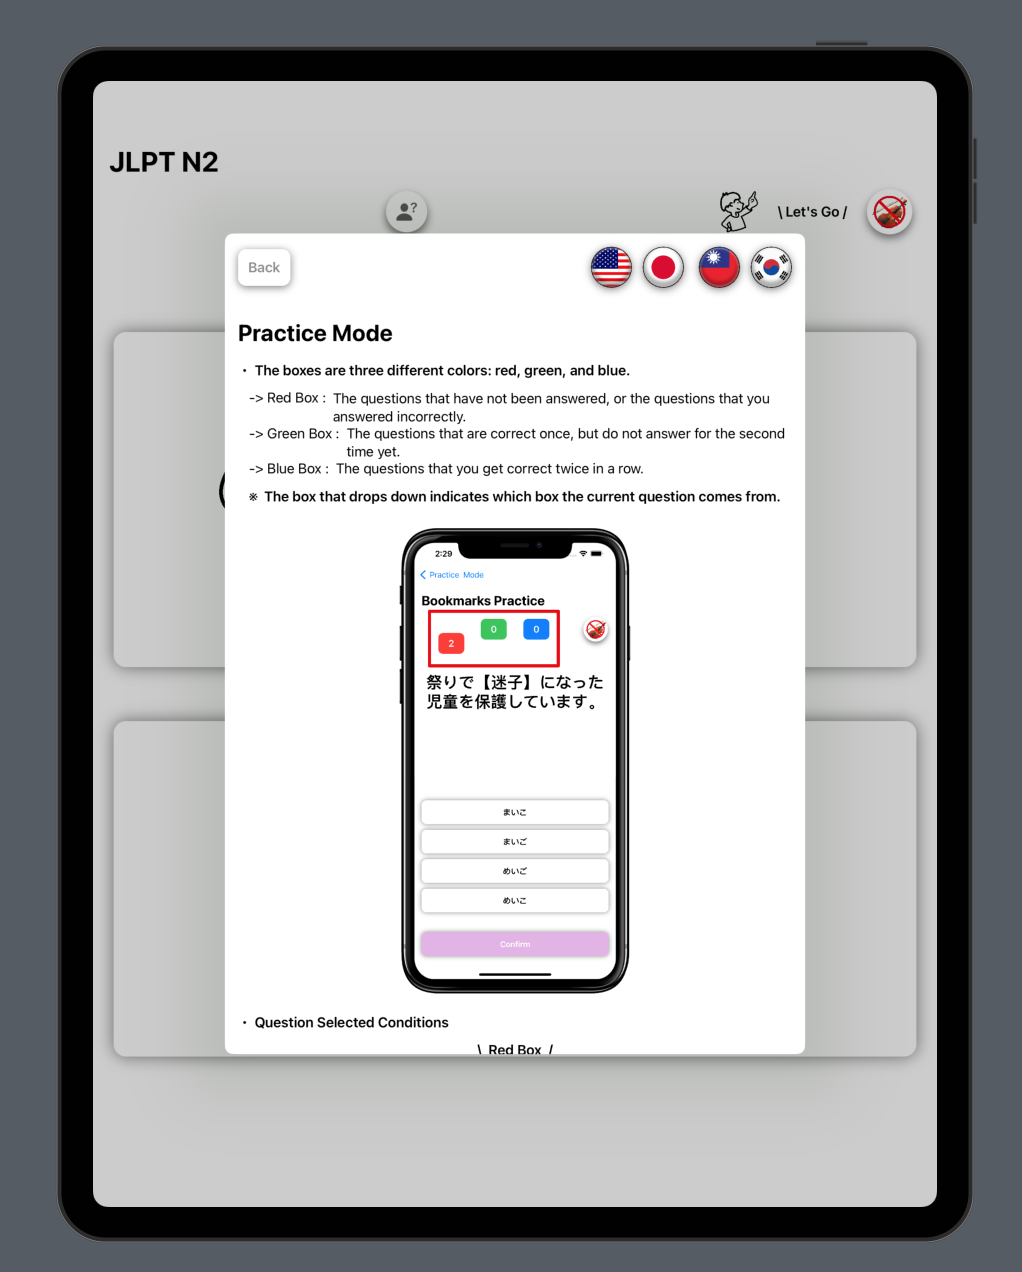 JLPT N2
?
\ Let's Go /
Back
Practice Mode
・ The boxes are three different colors: red, green, and blue.
-> Red Box : The questions that have not been answered, or the questions that you
answered incorrectly.
-> Green Box : The questions that are correct once, but do not answer for the second
time yet.
-> Blue Box : The questions that you get correct twice in a row.
※ The box that drops down indicates which box the current question comes from.
2:29
Practice Mode
Bookmarks Practice
0 0
2
祭りで【迷子】になった
児童を保護しています。
まいこ
まいご
めいご
めいこ
Confirm
・ Question Selected Conditions
\ Red Box /